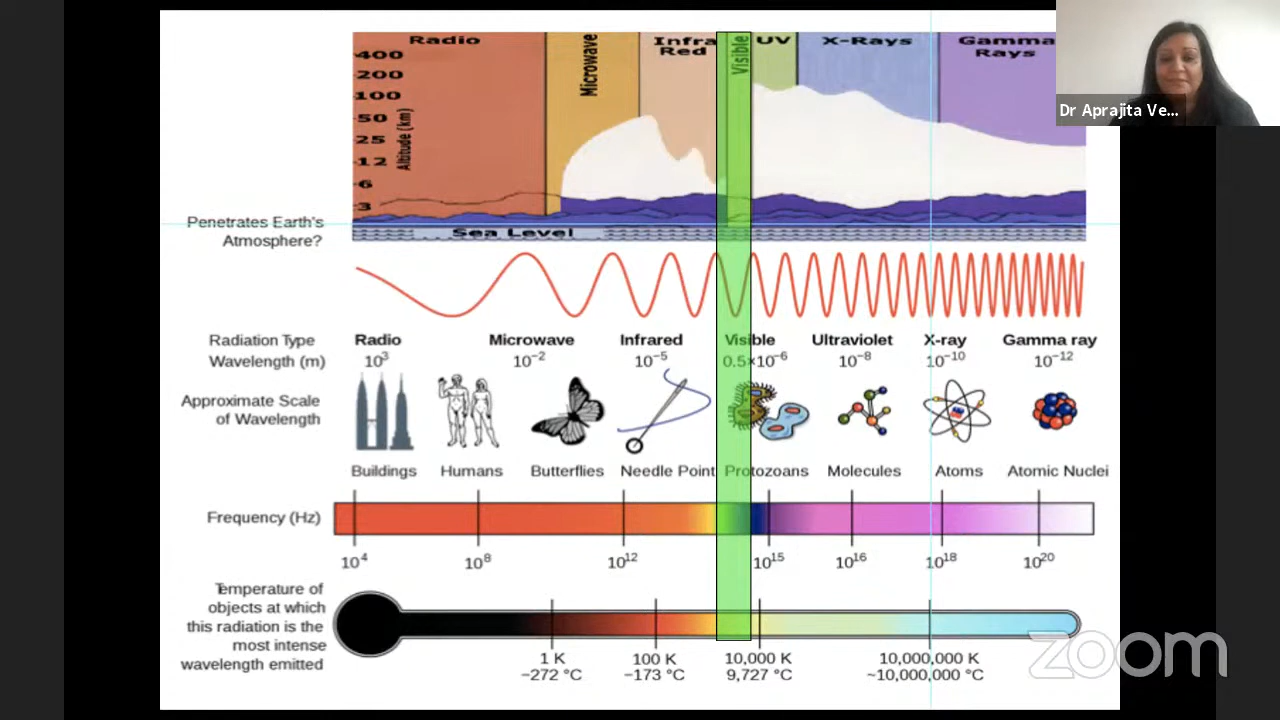 Radio
Microwave
Infra
Red
Visible
UV
X-Rays
Gamma
Rays
Dr Aprajita Ve...
400
200
100
50
25
12
6
3
Altitude (km)
Penetrates Earth's
Atmosphere?
Sea Level
Radiation Type Radio Microwave Infrared Visible Ultraviolet X-ray Gamma ray
Wavelength (m) 10³ 10⁻² 10⁻⁵ 0.5×10⁻⁶ 10⁻⁸ 10⁻¹⁰ 10⁻¹²
Approximate Scale
of Wavelength
Buildings Humans Butterflies Needle Point Protozoans Molecules Atoms Atomic Nuclei
Frequency (Hz)
10⁴ 10⁸ 10¹² 10¹⁵ 10¹⁶ 10¹⁸ 10²⁰
Temperature of
objects at which
this radiation is the
most intense
wavelength emitted
1 K 100 K 10,000 K 10,000,000 K
−272 °C −173 °C 9,727 °C ~10,000,000 °C
zoom